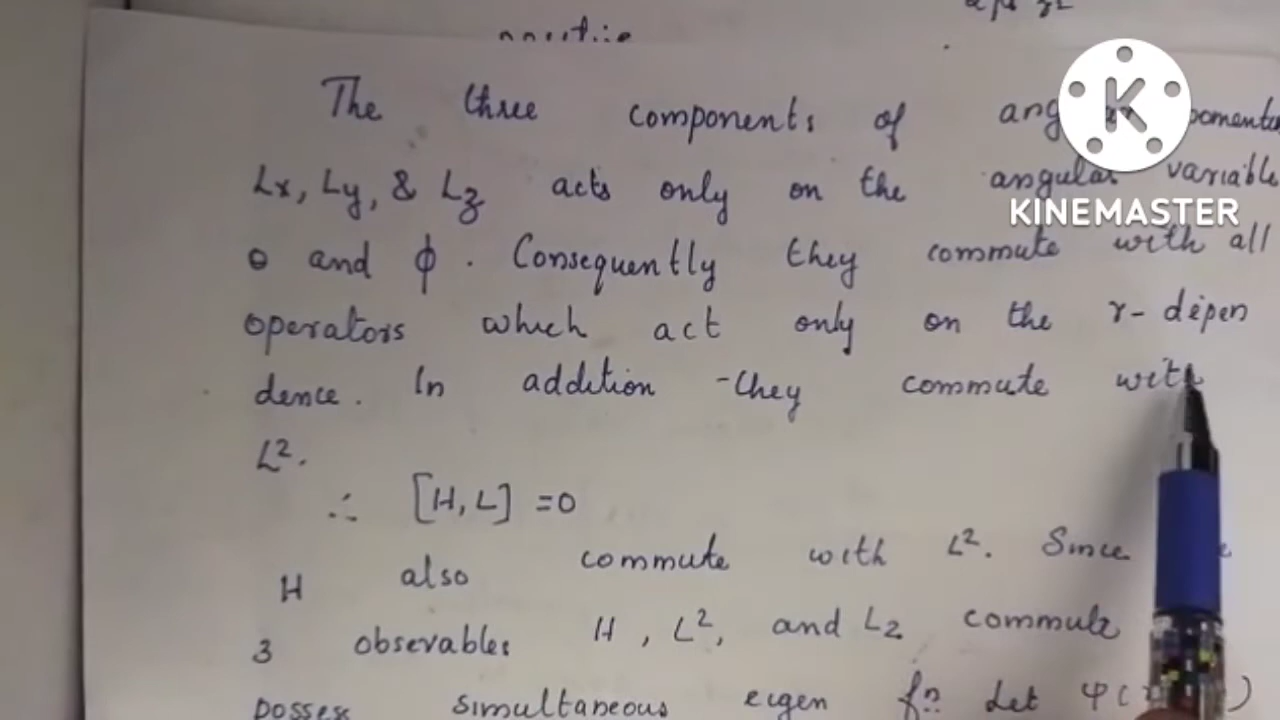 The three components of
Lx, Ly, & Lz acts only on the angular variable
θ and ϕ. Consequently they commute with all
operators which act only on the r- depen
dence. In addition they commute with
L².
∴ [H, L] = 0
H also commute with L². Since
3 observables H, L², and Lz commute
posses simultaneous eigen fn. Let ψ(
KINEMASTER